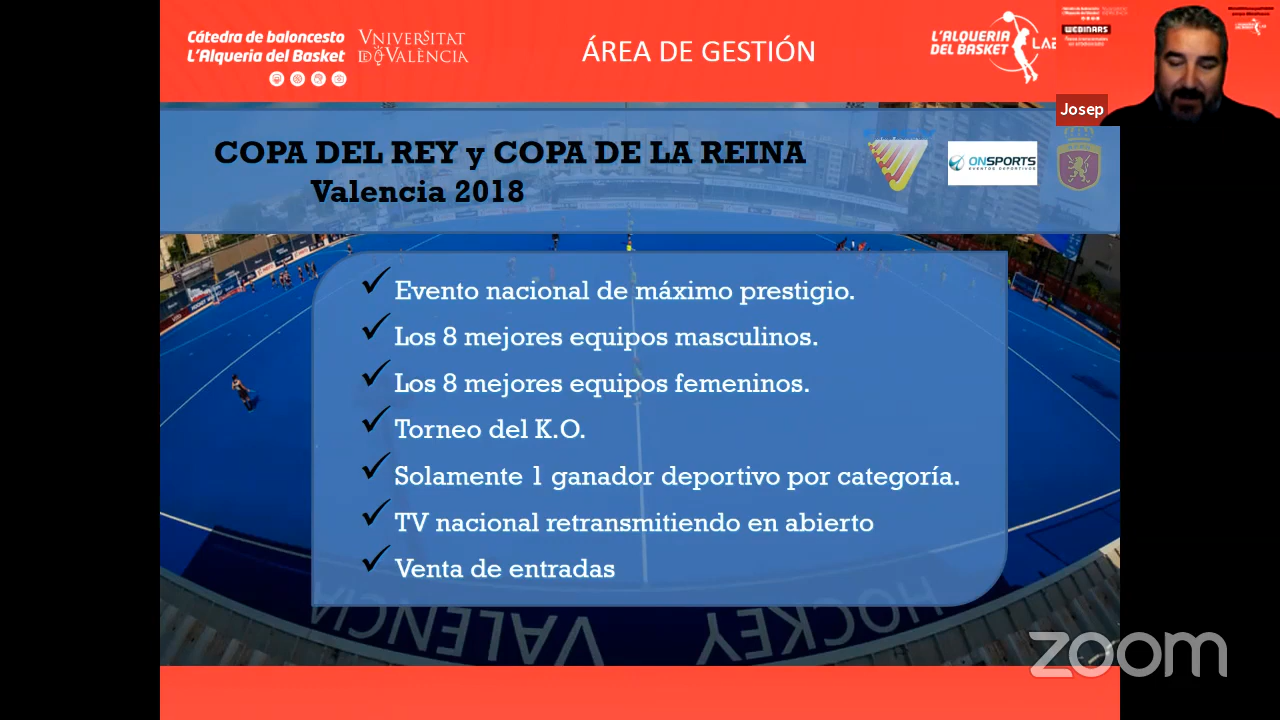 Cátedra de baloncesto
L'Alqueria del Basket
VNIVERSITAT
DE VALÈNCIA
ÁREA DE GESTIÓN
L'ALQUERIA
DEL BASKET
LAB
WEBINARS
Josep
COPA DEL REY y COPA DE LA REINA
Valencia 2018
ONSPORTS
EVENTOS DEPORTIVOS
✓ Evento nacional de máximo prestigio.
✓ Los 8 mejores equipos masculinos.
✓ Los 8 mejores equipos femeninos.
✓ Torneo del K.O.
✓ Solamente 1 ganador deportivo por categoría.
✓ TV nacional retransmitiendo en abierto
✓ Venta de entradas
VALENCIA HOCKEY
zoom